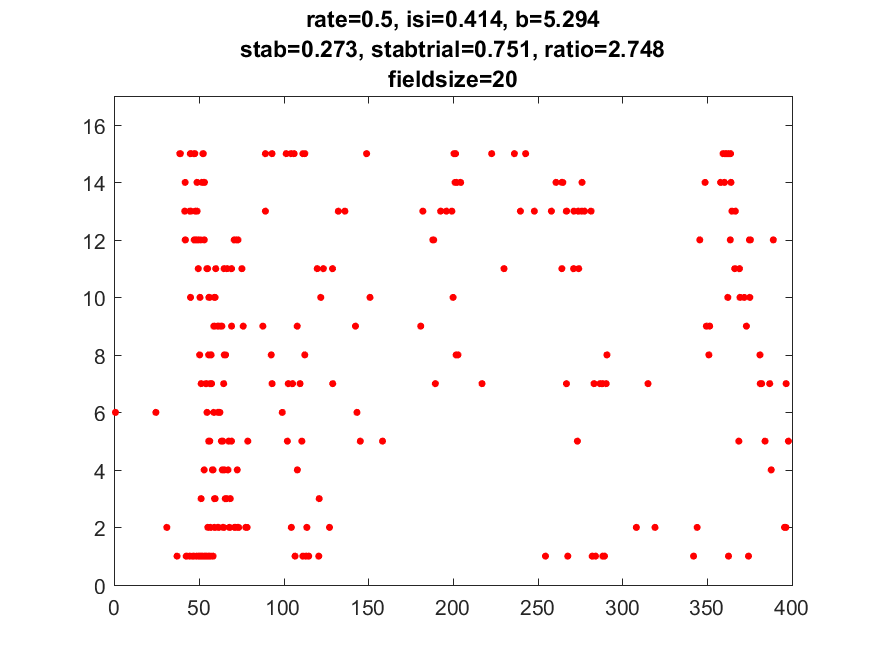 rate=0.5, isi=0.414, b=5.294
stab=0.273, stabtrial=0.751, ratio=2.748
fieldsize=20
16
14
12
10
8
6
4
2
0
0 50 100 150 200 250 300 350 400